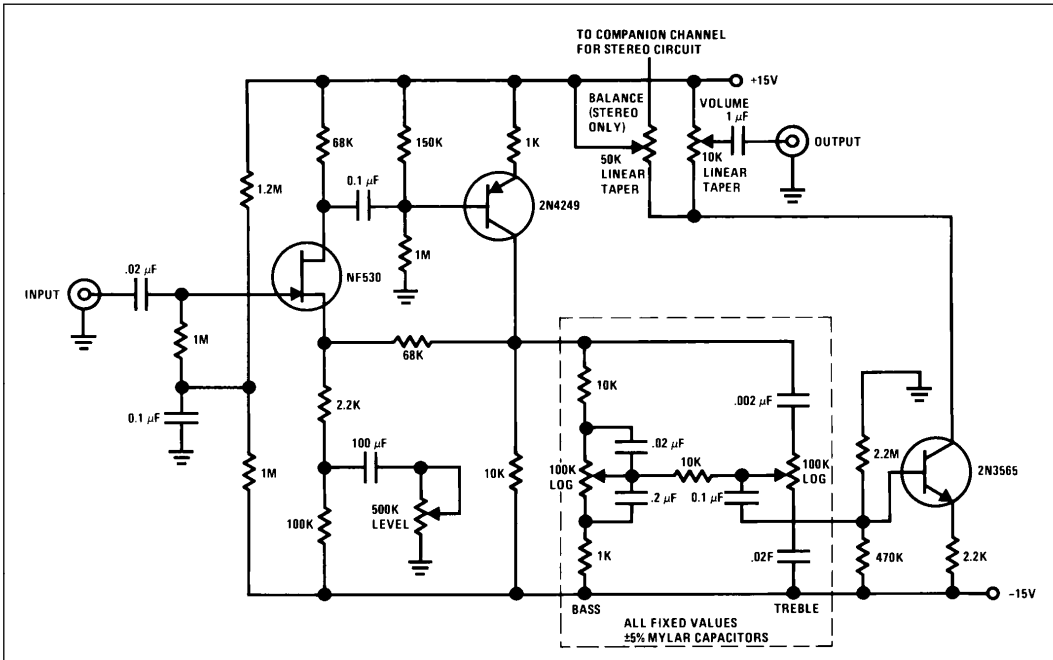 TO COMPANION CHANNEL
FOR STEREO CIRCUIT
+15V
BALANCE
(STEREO
ONLY)
VOLUME
1 µF
OUTPUT
68K
150K
1K
50K
LINEAR
TAPER
10K
LINEAR
TAPER
1.2M
0.1 µF
2N4249
1M
NF530
INPUT
.02 µF
1M
68K
0.1 µF
2.2K
100 µF
1M
100K
500K
LEVEL
10K
10K
.002 µF
.02 µF
100K
LOG
10K
100K
LOG
.2 µF
0.1 µF
1K
.02F
2.2M
2N3565
470K
2.2K
-15V
BASS
TREBLE
ALL FIXED VALUES
±5% MYLAR CAPACITORS